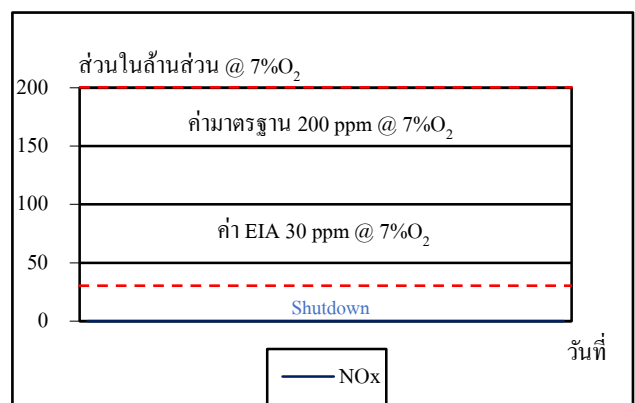 ส่วนในล้านส่วน @ 7%O₂
200
ค่ามาตรฐาน 200 ppm @ 7%O₂
150
100
ค่า EIA 30 ppm @ 7%O₂
50
Shutdown
0
วันที่
NOx